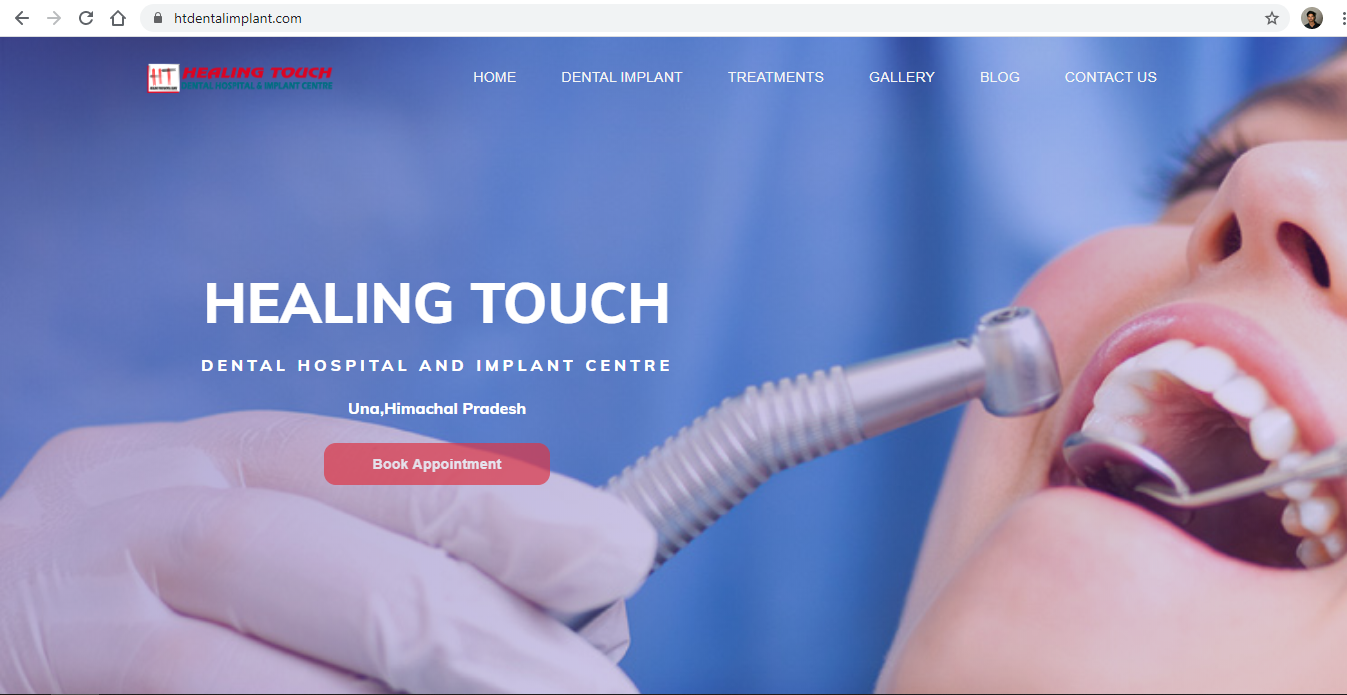 htdentalimplant.com
HT HEALING TOUCH
DENTAL HOSPITAL & IMPLANT CENTRE
HOME DENTAL IMPLANT TREATMENTS GALLERY BLOG CONTACT US
HEALING TOUCH
DENTAL HOSPITAL AND IMPLANT CENTRE
Una,Himachal Pradesh
Book Appointment